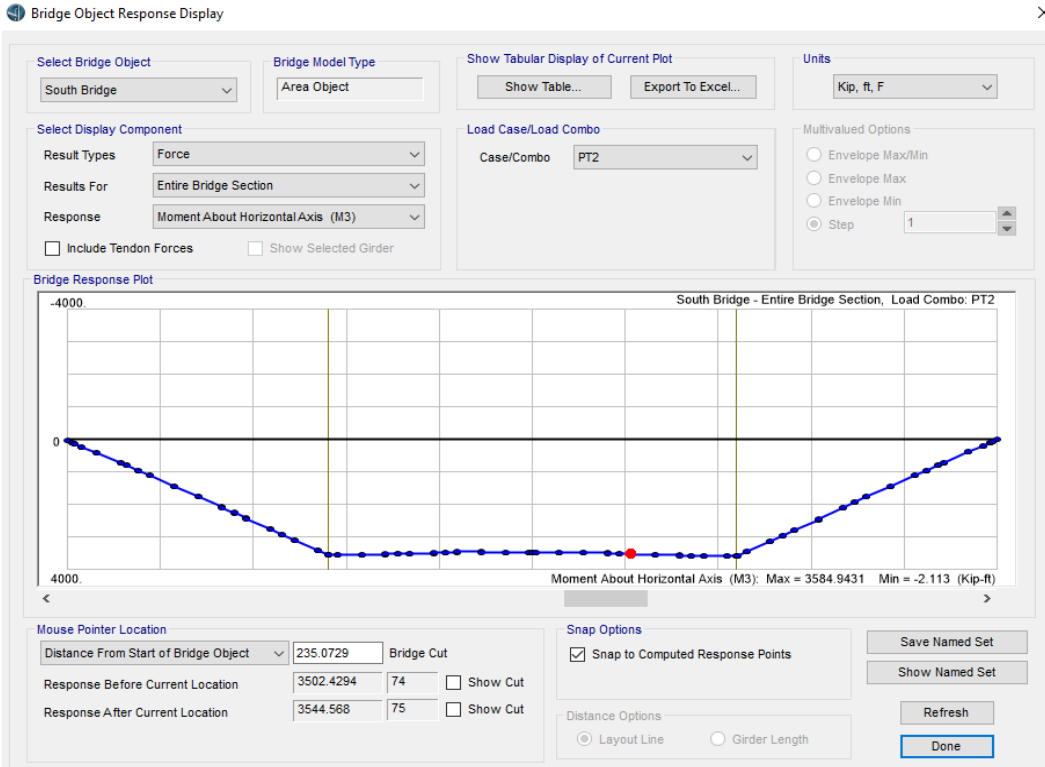 Bridge Object Response Display
Select Bridge Object
South Bridge
Bridge Model Type
Area Object
Show Tabular Display of Current Plot
Show Table...
Export To Excel...
Units
Kip, ft, F
Select Display Component
Result Types
Force
Results For
Entire Bridge Section
Response
Moment About Horizontal Axis (M3)
Include Tendon Forces
Show Selected Girder
Load Case/Load Combo
Case/Combo
PT2
Multivalued Options
Envelope Max/Min
Envelope Max
Envelope Min
Step
1
Bridge Response Plot
-4000.
South Bridge - Entire Bridge Section, Load Combo: PT2
0
4000.
Moment About Horizontal Axis (M3): Max = 3584.9431 Min = -2.113 (Kip-ft)
Mouse Pointer Location
Distance From Start of Bridge Object
235.0729
Bridge Cut
Response Before Current Location
3502.4294
74
Show Cut
Response After Current Location
3544.568
75
Show Cut
Snap Options
Snap to Computed Response Points
Distance Options
Layout Line
Girder Length
Save Named Set
Show Named Set
Refresh
Done